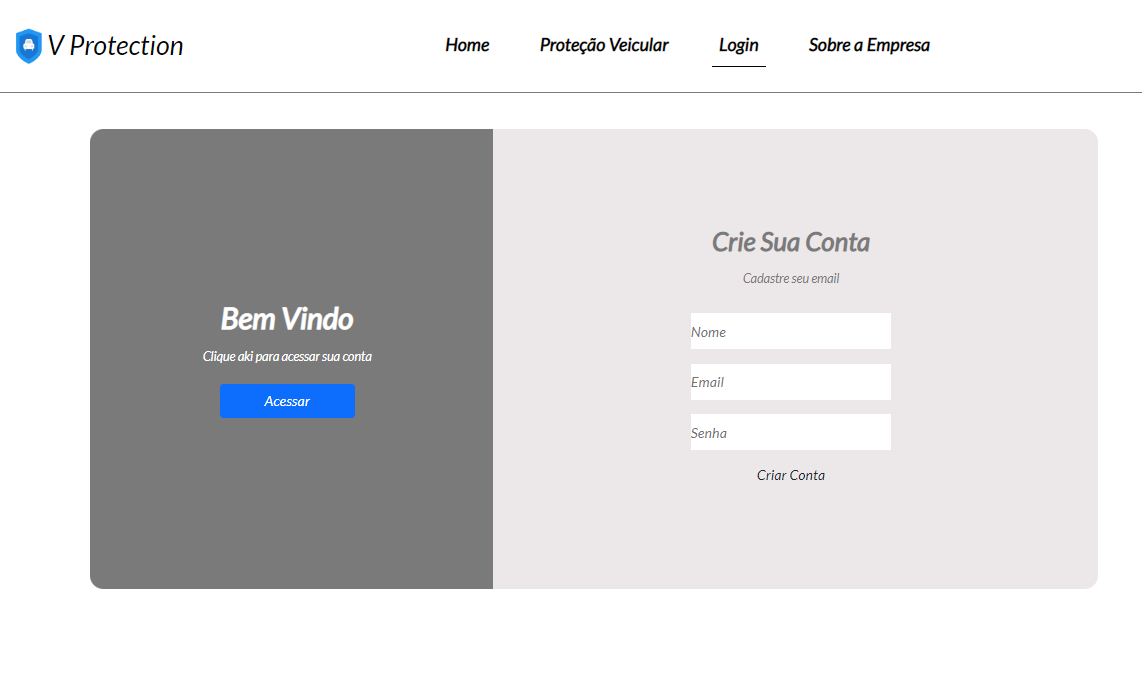 V Protection
Home Proteção Veicular Login Sobre a Empresa
Bem Vindo
Clique aki para acessar sua conta
Acessar
Crie Sua Conta
Cadastre seu email
Nome
Email
Senha
Criar Conta